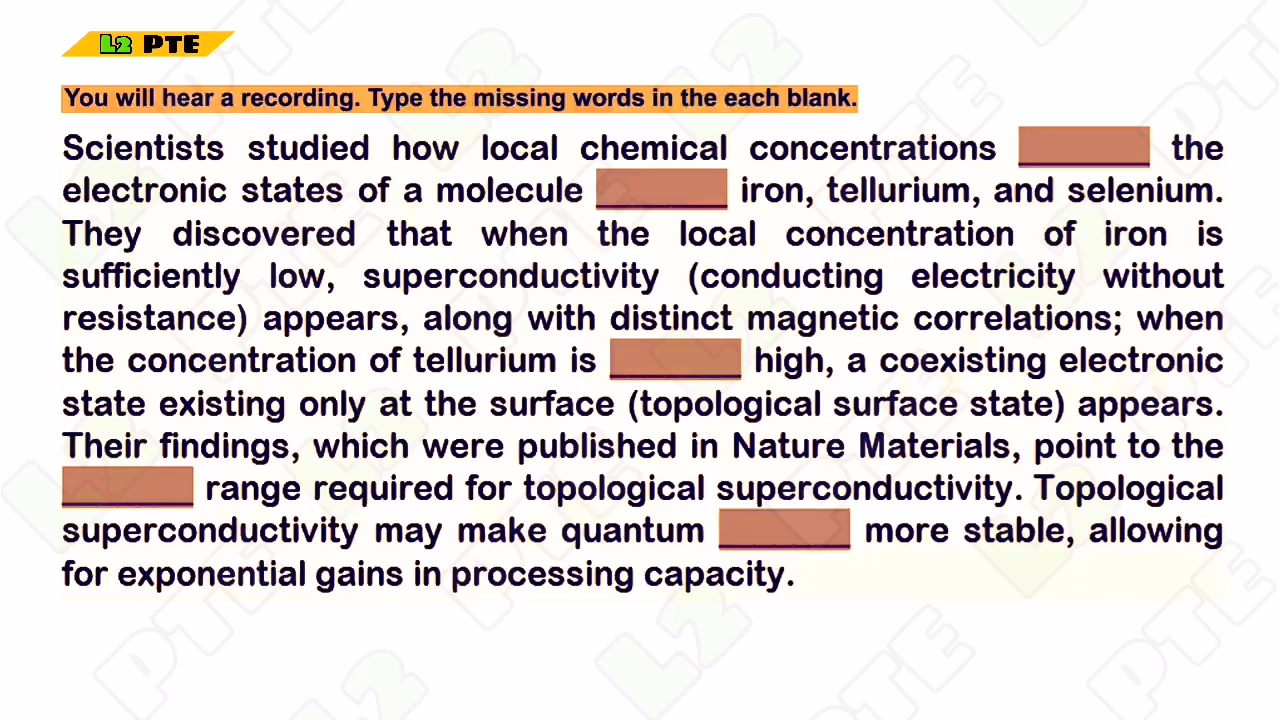 L2 PTE
You will hear a recording. Type the missing words in the each blank.
Scientists studied how local chemical concentrations ________ the
electronic states of a molecule ________ iron, tellurium, and selenium.
They discovered that when the local concentration of iron is
sufficiently low, superconductivity (conducting electricity without
resistance) appears, along with distinct magnetic correlations; when
the concentration of tellurium is ________ high, a coexisting electronic
state existing only at the surface (topological surface state) appears.
Their findings, which were published in Nature Materials, point to the
________ range required for topological superconductivity. Topological
superconductivity may make quantum ________ more stable, allowing
for exponential gains in processing capacity.